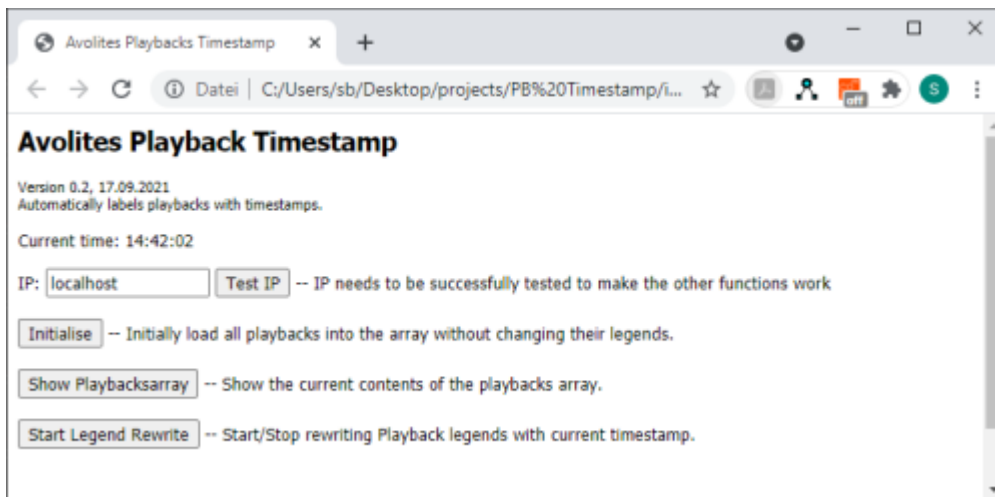 Avolites Playbacks Timestamp
Datei | C:/Users/sb/Desktop/projects/PB%20Timestamp/i...
off
S
Avolites Playback Timestamp
Version 0.2, 17.09.2021
Automatically labels playbacks with timestamps.
Current time: 14:42:02
IP: localhost Test IP -- IP needs to be successfully tested to make the other functions work
Initialise -- Initially load all playbacks into the array without changing their legends.
Show Playbacksarray -- Show the current contents of the playbacks array.
Start Legend Rewrite -- Start/Stop rewriting Playback legends with current timestamp.